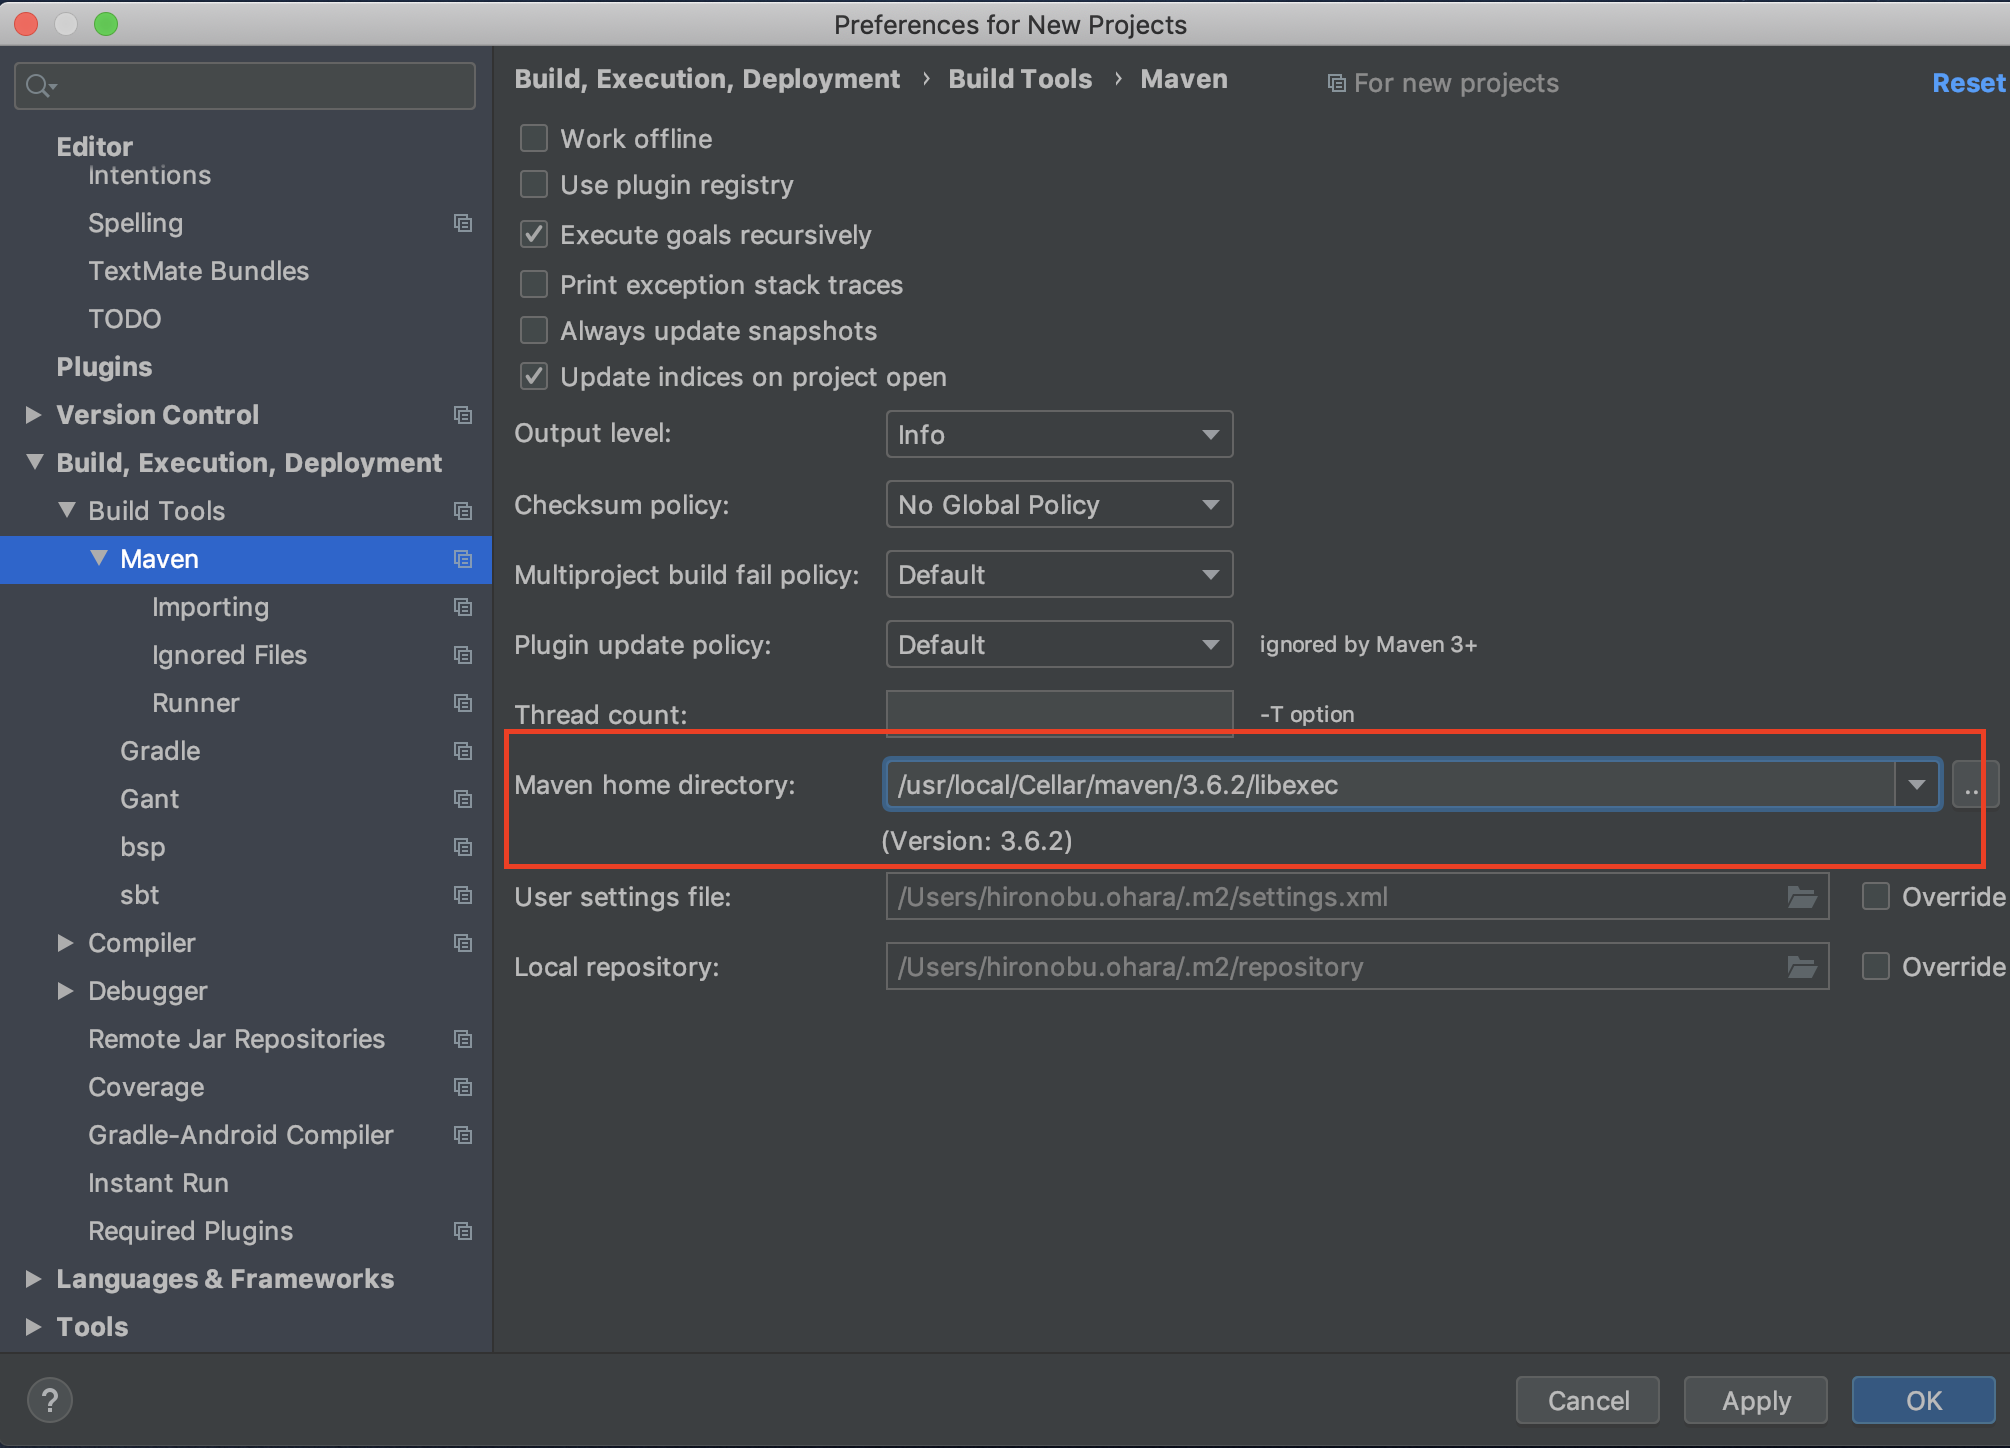 Preferences for New Projects
Editor
Intentions
Spelling
TextMate Bundles
TODO
Plugins
Version Control
Build, Execution, Deployment
Build Tools
Maven
Importing
Ignored Files
Runner
Gradle
Gant
bsp
sbt
Compiler
Debugger
Remote Jar Repositories
Coverage
Gradle-Android Compiler
Instant Run
Required Plugins
Languages & Frameworks
Tools
Build, Execution, Deployment › Build Tools › Maven For new projects Reset
Work offline
Use plugin registry
Execute goals recursively
Print exception stack traces
Always update snapshots
Update indices on project open
Output level: Info
Checksum policy: No Global Policy
Multiproject build fail policy: Default
Plugin update policy: Default ignored by Maven 3+
Thread count: -T option
Maven home directory: /usr/local/Cellar/maven/3.6.2/libexec ..
(Version: 3.6.2)
User settings file: /Users/hironobu.ohara/.m2/settings.xml Override
Local repository: /Users/hironobu.ohara/.m2/repository Override
? Cancel Apply OK